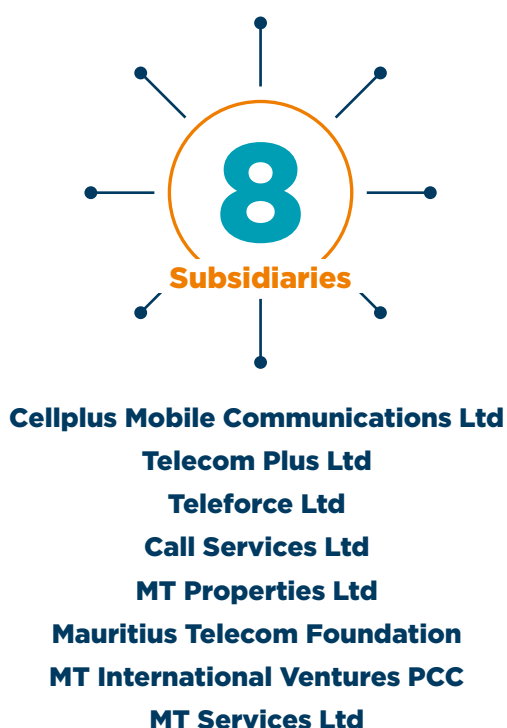 8
Subsidiaries
Cellplus Mobile Communications Ltd
Telecom Plus Ltd
Teleforce Ltd
Call Services Ltd
MT Properties Ltd
Mauritius Telecom Foundation
MT International Ventures PCC
MT Services Ltd